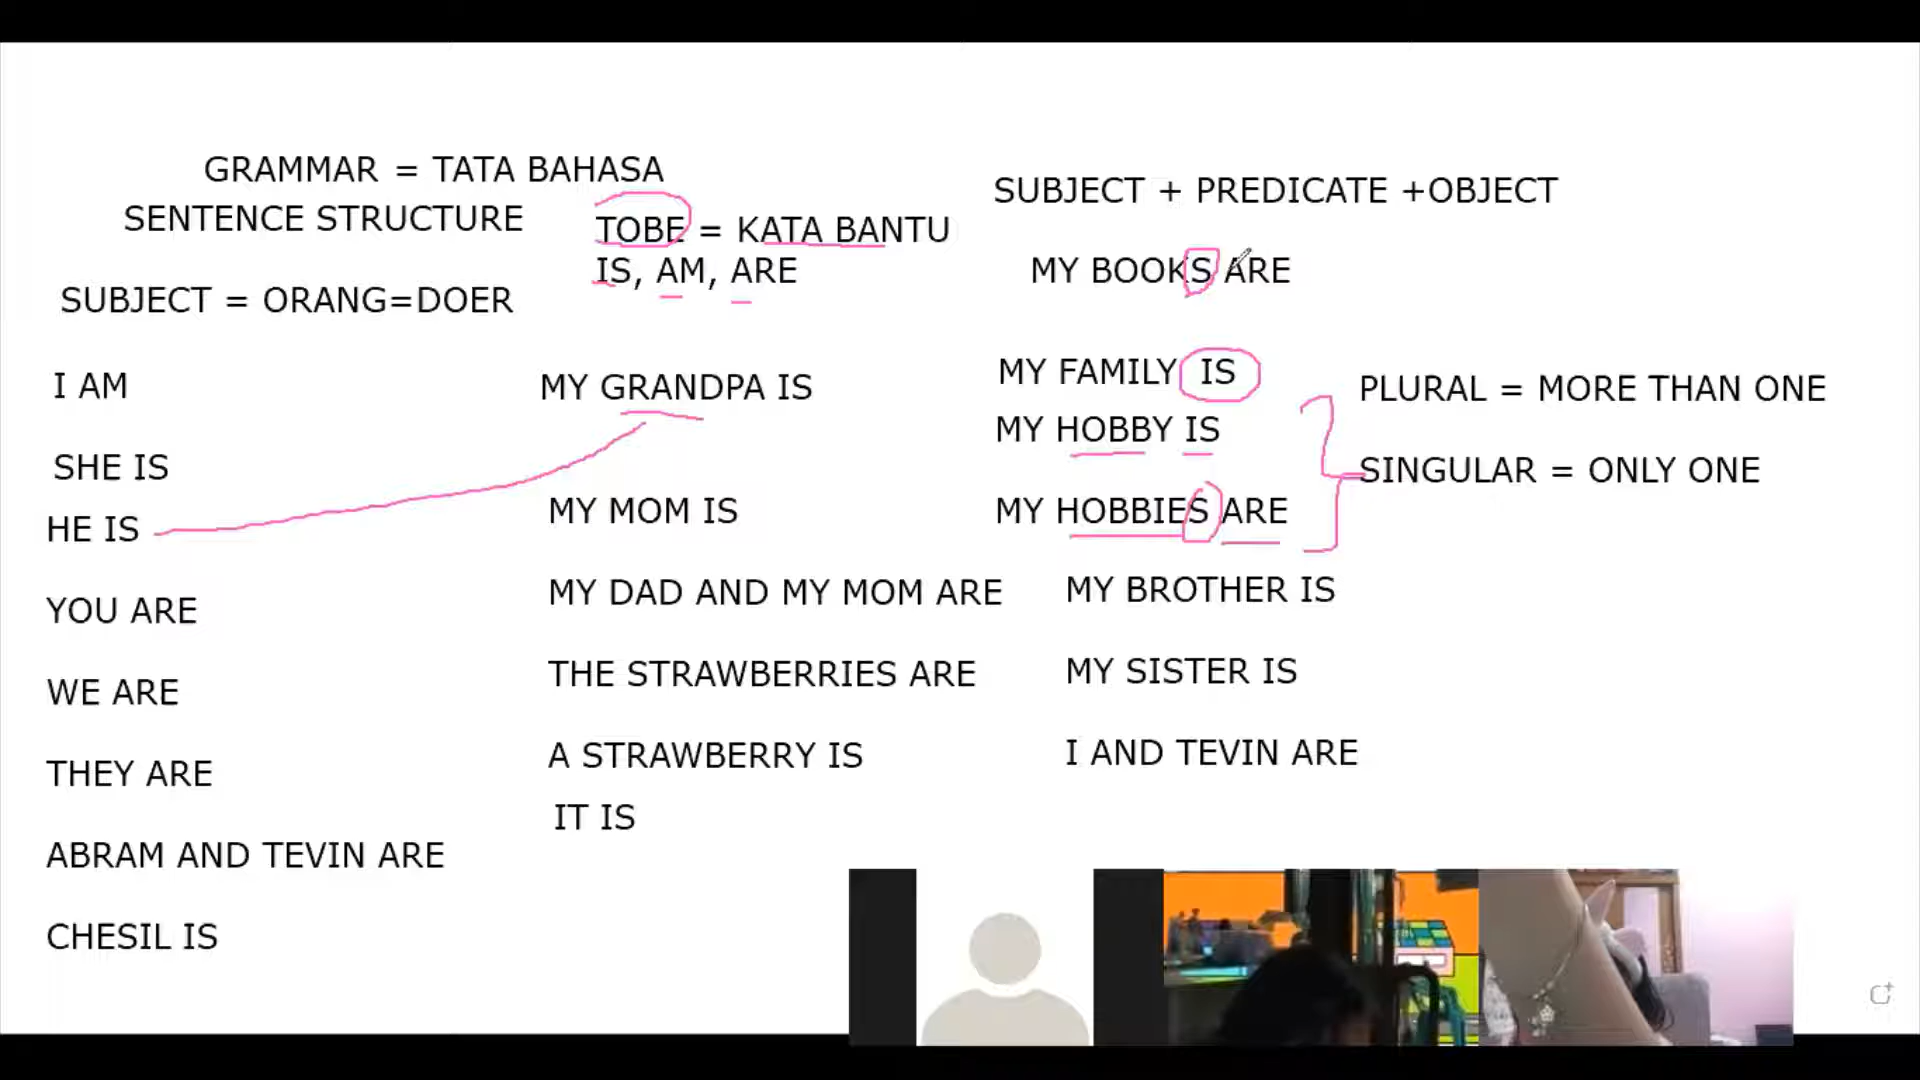 GRAMMAR = TATA BAHASA
SENTENCE STRUCTURE
SUBJECT = ORANG=DOER
I AM
SHE IS
HE IS
YOU ARE
WE ARE
THEY ARE
ABRAM AND TEVIN ARE
CHESIL IS
TOBE = KATA BANTU
IS, AM, ARE
MY GRANDPA IS
MY MOM IS
MY DAD AND MY MOM ARE
THE STRAWBERRIES ARE
A STRAWBERRY IS
IT IS
SUBJECT + PREDICATE +OBJECT
MY BOOKS ARE
MY FAMILY IS
MY HOBBY IS
MY HOBBIES ARE
MY BROTHER IS
MY SISTER IS
I AND TEVIN ARE
PLURAL = MORE THAN ONE
SINGULAR = ONLY ONE